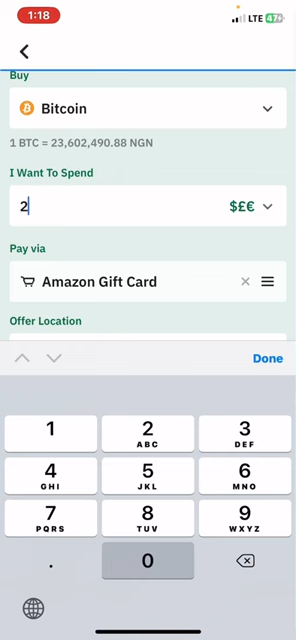 1:18
LTE 47
Buy
Bitcoin
1 BTC = 23,602,490.88 NGN
I Want To Spend
2
$£€
Pay via
Amazon Gift Card
Offer Location
Done
1
2
ABC
3
DEF
4
GHI
5
JKL
6
MNO
7
PQRS
8
TUV
9
WXYZ
.
0